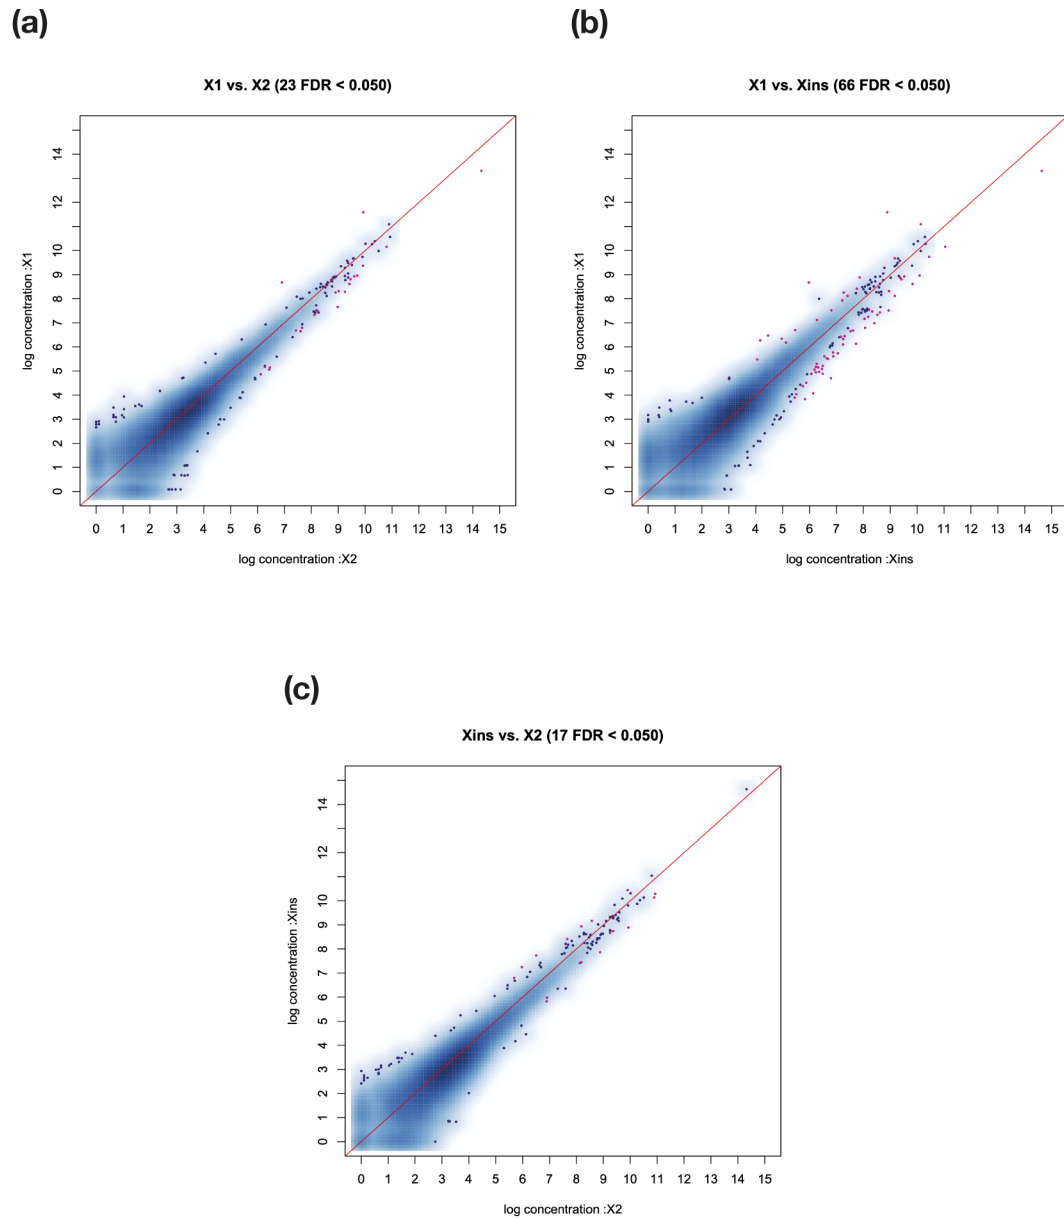 (a)
X1 vs. X2 (23 FDR < 0.050)
log concentration :X1
0 1 2 3 4 5 6 7 8 9 10 12 14
0 1 2 3 4 5 6 7 8 9 10 11 12 13 14 15
log concentration :X2
(b)
X1 vs. Xins (66 FDR < 0.050)
log concentration :X1
0 1 2 3 4 5 6 7 8 9 10 12 14
0 1 2 3 4 5 6 7 8 9 10 11 12 13 14 15
log concentration :Xins
(c)
Xins vs. X2 (17 FDR < 0.050)
log concentration :Xins
0 1 2 3 4 5 6 7 8 9 10 12 14
0 1 2 3 4 5 6 7 8 9 10 11 12 13 14 15
log concentration :X2